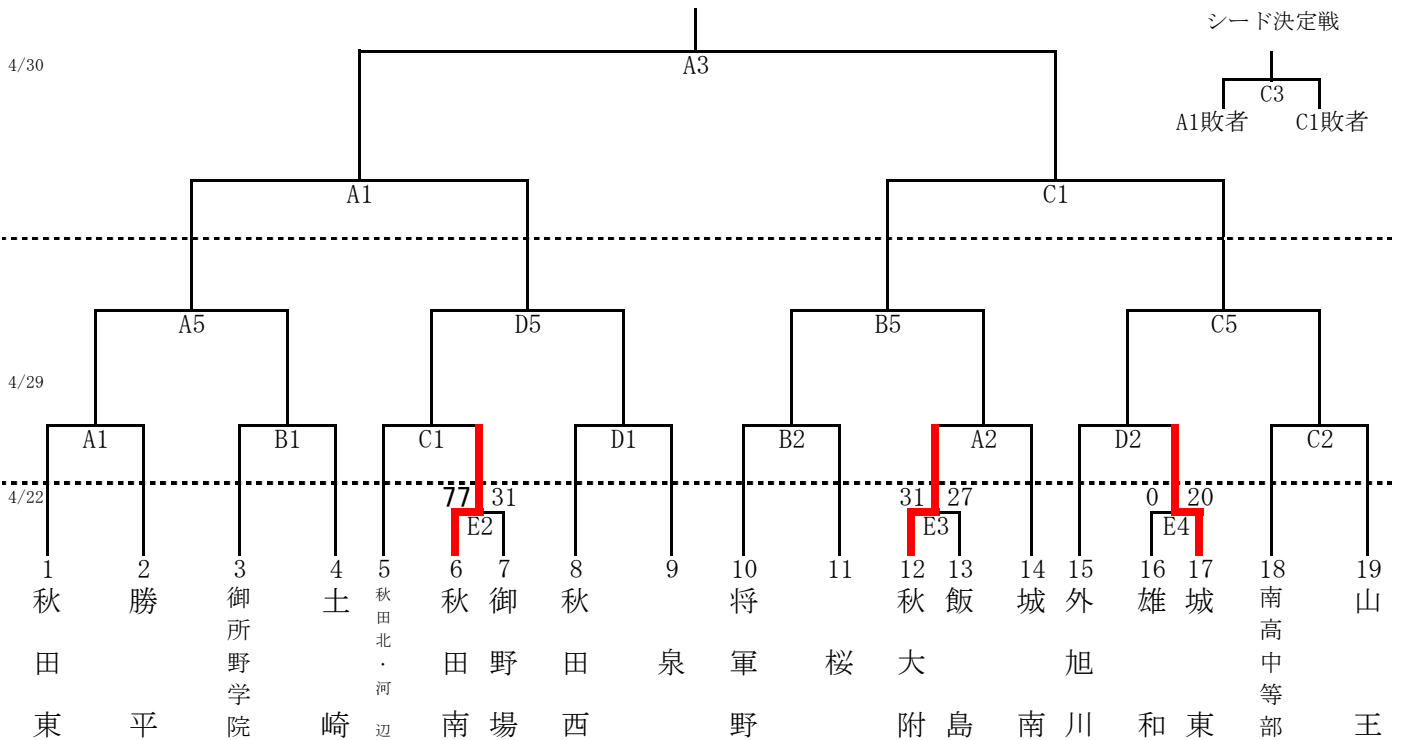 シード決定戦
4/30
A3
C3
A1敗者 C1敗者
A1 C1
A5 D5 B5 C5
4/29
A1 B1 C1 D1 B2 A2 D2 C2
4/22 77 31 31 27 0 20
E2 E3 E4
1 2 3 4 5 6 7 8 9 10 11 12 13 14 15 16 17 18 19
秋田東
勝平
御所野学院
土崎
秋田北・河辺
秋田南
御野場
秋田西
泉
将軍野
桜
秋大附
飯島
城南
外旭川
雄和
城東
南高中等部
山王